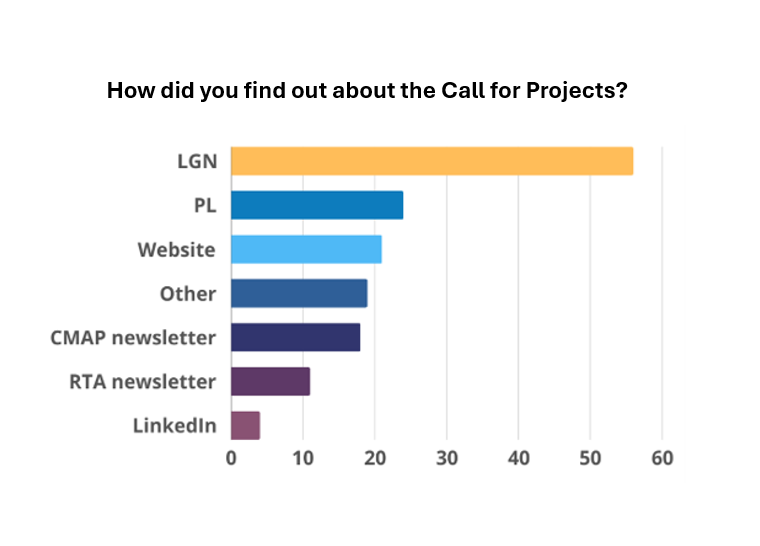 How did you find out about the Call for Projects?
LGN
PL
Website
Other
CMAP newsletter
RTA newsletter
LinkedIn
0 10 20 30 40 50 60